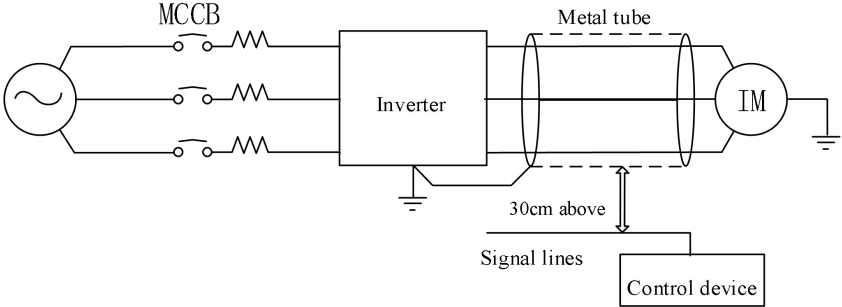 MCCB
Metal tube
Inverter
IM
30cm above
Signal lines
Control device